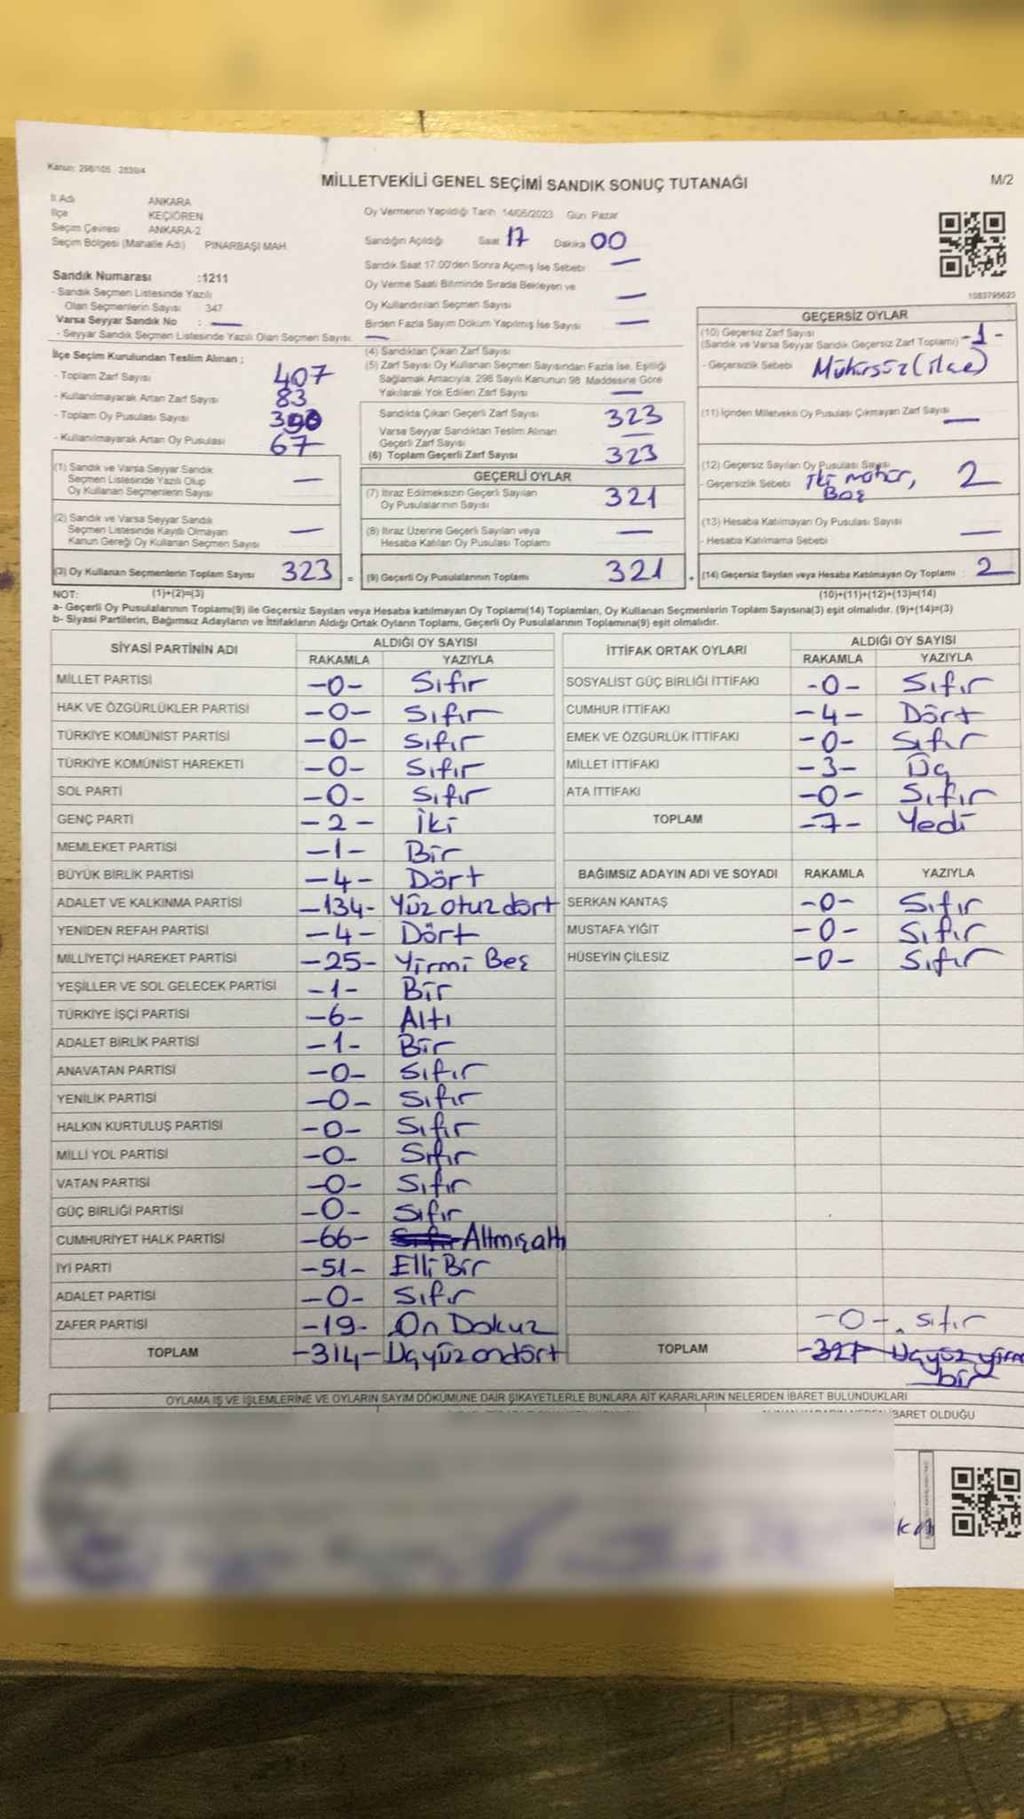 Kanun: 298/105 2839/4
MİLLETVEKİLİ GENEL SEÇİMİ SANDIK SONUÇ TUTANAĞI
M/2
İl Adı ANKARA
İlçe KEÇİÖREN
Seçim Çevresi ANKARA-2
Seçim Bölgesi (Mahalle Adı) PINARBAŞI MAH.
Oy Vermenin Yapıldığı Tarih 14/05/2023 Gün Pazar
Sandığın Açıldığı Saat 17 Dakika 00
Sandık Saat 17.00'den Sonra Açılmış İse Sebebi —
Oy Verme Saati Bitiminde Sırada Bekleyen ve
Oy Kullandırılan Seçmen Sayısı —
Birden Fazla Sayım Döküm Yapılmış İse Sayısı —
1083795623
Sandık Numarası :1211
- Sandık Seçmen Listesinde Yazılı
Olan Seçmenlerin Sayısı 347
Varsa Seyyar Sandık No : —
- Seyyar Sandık Seçmen Listesinde Yazılı Olan Seçmen Sayısı: —
İlçe Seçim Kurulundan Teslim Alınan ;
- Toplam Zarf Sayısı 407
- Kullanılmayarak Artan Zarf Sayısı 83
- Toplam Oy Pusulası Sayısı 390
- Kullanılmayarak Artan Oy Pusulası 67
(1) Sandık ve Varsa Seyyar Sandık
Seçmen Listesinde Yazılı Olup
Oy Kullanan Seçmenlerin Sayısı —
(2) Sandık ve Varsa Seyyar Sandık
Seçmen Listesinde Kayıtlı Olmayan
Kanun Gereği Oy Kullanan Seçmen Sayısı —
(3) Oy Kullanan Seçmenlerin Toplam Sayısı 323 =
(4) Sandıktan Çıkan Zarf Sayısı
(5) Zarf Sayısı Oy Kullanan Seçmen Sayısından Fazla İse, Eşitliği
Sağlamak Amacıyla, 298 Sayılı Kanunun 98. Maddesine Göre
Yakılarak Yok Edilen Zarf Sayısı —
Sandıkta Çıkan Geçerli Zarf Sayısı 323
Varsa Seyyar Sandıktan Teslim Alınan
Geçerli Zarf Sayısı —
(6) Toplam Geçerli Zarf Sayısı 323
GEÇERLİ OYLAR
(7) İtiraz Edilmeksizin Geçerli Sayılan
Oy Pusulalarının Sayısı 321
(8) İtiraz Üzerine Geçerli Sayılan veya
Hesaba Katılan Oy Pusulası Toplamı —
(9) Geçerli Oy Pusulalarının Toplamı 321 +
GEÇERSİZ OYLAR
(10) Geçersiz Zarf Sayısı
(Sandık ve Varsa Seyyar Sandık Geçersiz Zarf Toplamı) -1-
- Geçersizlik Sebebi Mühürsüz (ilçe)
(11) İçinden Milletvekili Oy Pusulası Çıkmayan Zarf Sayısı —
(12) Geçersiz Sayılan Oy Pusulası Sayısı 2
- Geçersizlik Sebebi İki mühür,
Boş
(13) Hesaba Katılmayan Oy Pusulası Sayısı —
- Hesaba Katılmama Sebebi
(14) Geçersiz Sayılan veya Hesaba Katılmayan Oy Toplamı 2
NOT: (1)+(2)=(3) (10)+(11)+(12)+(13)=(14)
a- Geçerli Oy Pusulalarının Toplamı(9) ile Geçersiz Sayılan veya Hesaba katılmayan Oy Toplamı(14) Toplamları, Oy Kullanan Seçmenlerin Toplam Sayısına(3) eşit olmalıdır. (9)+(14)=(3)
b- Siyasi Partilerin, Bağımsız Adayların ve İttifakların Aldığı Ortak Oyların Toplamı, Geçerli Oy Pusulalarının Toplamına(9) eşit olmalıdır.
SİYASİ PARTİNİN ADI ALDIĞI OY SAYISI
RAKAMLA YAZIYLA
MİLLET PARTİSİ -0- Sıfır
HAK VE ÖZGÜRLÜKLER PARTİSİ -0- Sıfır
TÜRKİYE KOMÜNİST PARTİSİ -0- Sıfır
TÜRKİYE KOMÜNİST HAREKETİ -0- Sıfır
SOL PARTİ -0- Sıfır
GENÇ PARTİ -2- İki
MEMLEKET PARTİSİ -1- Bir
BÜYÜK BİRLİK PARTİSİ -4- Dört
ADALET VE KALKINMA PARTİSİ -134- Yüz otuz dört
YENİDEN REFAH PARTİSİ -4- Dört
MİLLİYETÇİ HAREKET PARTİSİ -25- Yirmi Beş
YEŞİLLER VE SOL GELECEK PARTİSİ -1- Bir
TÜRKİYE İŞÇİ PARTİSİ -6- Altı
ADALET BİRLİK PARTİSİ -1- Bir
ANAVATAN PARTİSİ -0- Sıfır
YENİLİK PARTİSİ -0- Sıfır
HALKIN KURTULUŞ PARTİSİ -0- Sıfır
MİLLİ YOL PARTİSİ -0- Sıfır
VATAN PARTİSİ -0- Sıfır
GÜÇ BİRLİĞİ PARTİSİ -0- Sıfır
CUMHURİYET HALK PARTİSİ -66- Altmışaltı
İYİ PARTİ -51- Elli Bir
ADALET PARTİSİ -0- Sıfır
ZAFER PARTİSİ -19- On Dokuz
TOPLAM -314- Üçyüz ondört
İTTİFAK ORTAK OYLARI ALDIĞI OY SAYISI
RAKAMLA YAZIYLA
SOSYALİST GÜÇ BİRLİĞİ İTTİFAKI -0- Sıfır
CUMHUR İTTİFAKI -4- Dört
EMEK VE ÖZGÜRLÜK İTTİFAKI -0- Sıfır
MİLLET İTTİFAKI -3- Üç
ATA İTTİFAKI -0- Sıfır
TOPLAM -7- Yedi
BAĞIMSIZ ADAYIN ADI VE SOYADI RAKAMLA YAZIYLA
SERKAN KANTAŞ -0- Sıfır
MUSTAFA YİĞİT -0- Sıfır
HÜSEYİN ÇİLESİZ -0- Sıfır
-0- sıfır
TOPLAM -321- Üçyüz yirmi
bir
OYLAMA İŞ VE İŞLEMLERİNE VE OYLARIN SAYIM DÖKÜMÜNE DAİR ŞİKAYETLERLE BUNLARA AİT KARARLARIN NELERDEN İBARET BULUNDUKLARI
BARET OLDUĞU